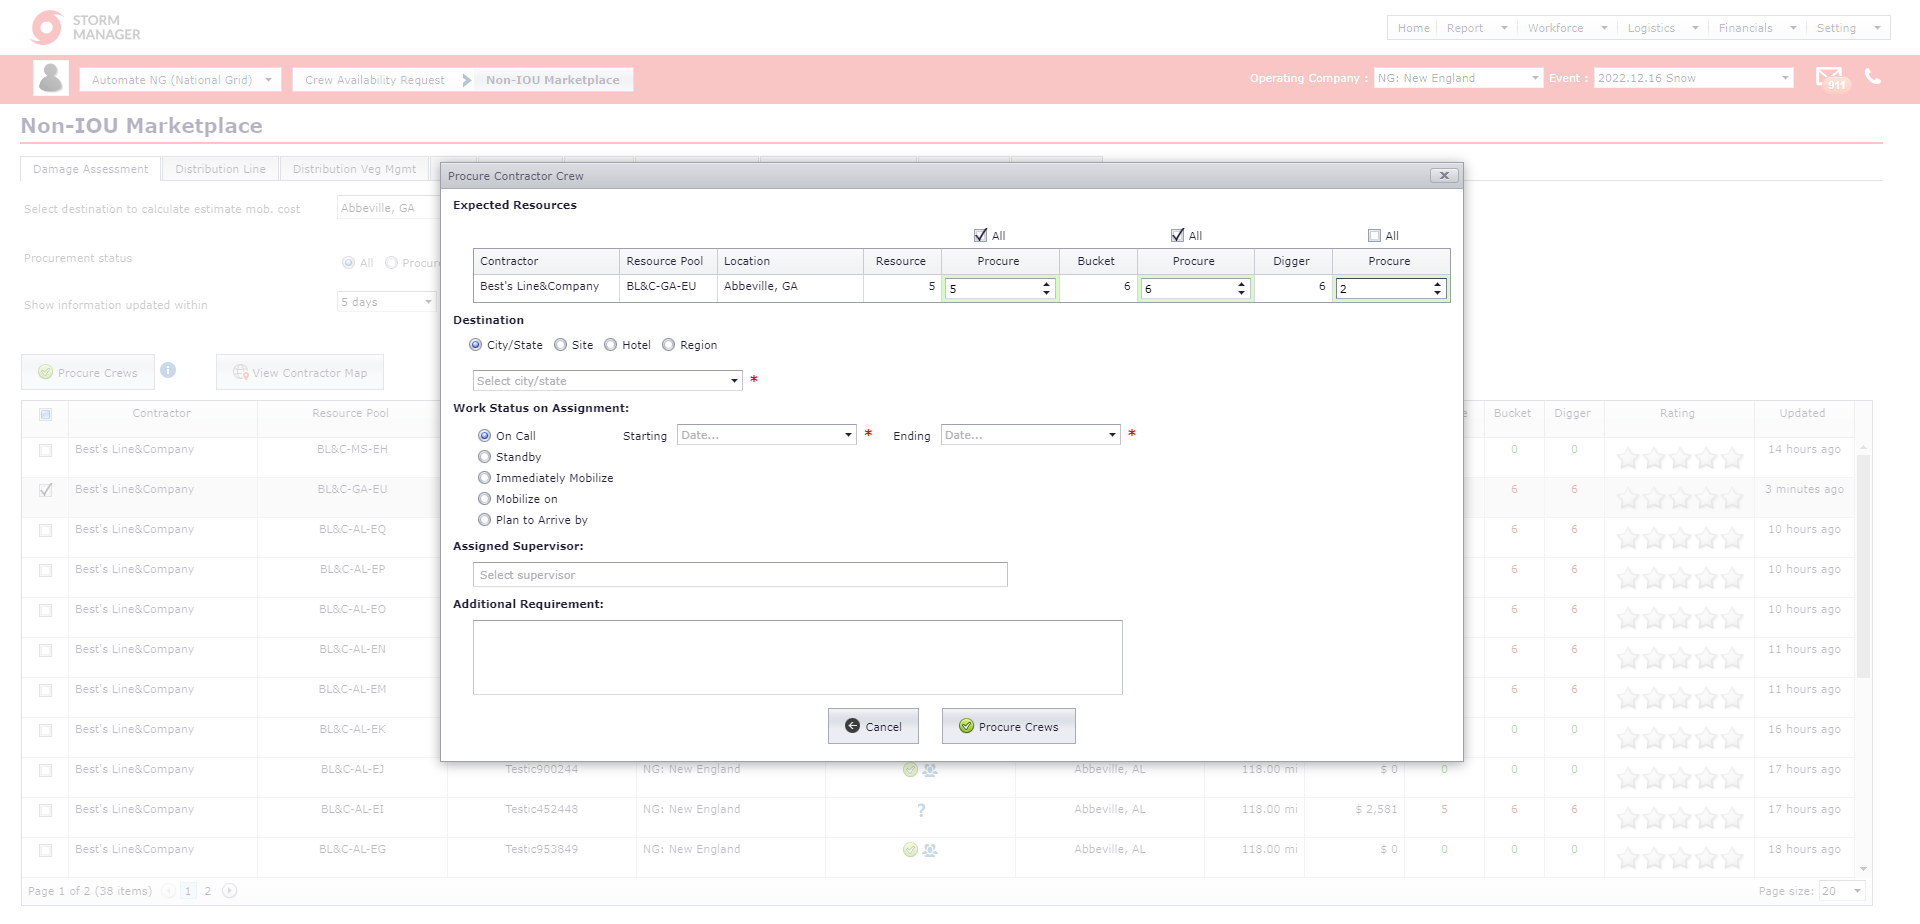 STORM
MANAGER
Home Report Workforce Logistics Financials Setting
Automate NG (National Grid) Crew Availability Request Non-IOU Marketplace Operating Company : NG: New England Event : 2022.12.16 Snow 911
Non-IOU Marketplace
Damage Assessment Distribution Line Distribution Veg Mgmt
Select destination to calculate estimate mob. cost Abbeville, GA
Procurement status All Procure
Show information updated within 5 days
Procure Crews View Contractor Map
Procure Contractor Crew
Expected Resources
All All All
Contractor Resource Pool Location Resource Procure Bucket Procure Digger Procure
Best's Line&Company BL&C-GA-EU Abbeville, GA 5 5 6 6 6 2
Destination
City/State Site Hotel Region
Select city/state *
Work Status on Assignment:
On Call Starting Date... * Ending Date... *
Standby
Immediately Mobilize
Mobilize on
Plan to Arrive by
Assigned Supervisor:
Select supervisor
Additional Requirement:
Cancel Procure Crews
Contractor Resource Pool Bucket Digger Rating Updated
Best's Line&Company BL&C-MS-EH 0 0 14 hours ago
Best's Line&Company BL&C-GA-EU 6 6 3 minutes ago
Best's Line&Company BL&C-AL-EQ 6 6 10 hours ago
Best's Line&Company BL&C-AL-EP 6 6 10 hours ago
Best's Line&Company BL&C-AL-EO 6 6 10 hours ago
Best's Line&Company BL&C-AL-EN 6 6 11 hours ago
Best's Line&Company BL&C-AL-EM 6 6 11 hours ago
Best's Line&Company BL&C-AL-EK 0 0 16 hours ago
Best's Line&Company BL&C-AL-EJ Testic900244 NG: New England Abbeville, AL 118.00 mi $ 0 0 0 0 17 hours ago
Best's Line&Company BL&C-AL-EI Testic452448 NG: New England ? Abbeville, AL 118.00 mi $ 2,581 5 6 6 17 hours ago
Best's Line&Company BL&C-AL-EG Testic953849 NG: New England Abbeville, AL 118.00 mi $ 0 0 0 0 18 hours ago
Page 1 of 2 (38 items) 1 2 Page size: 20